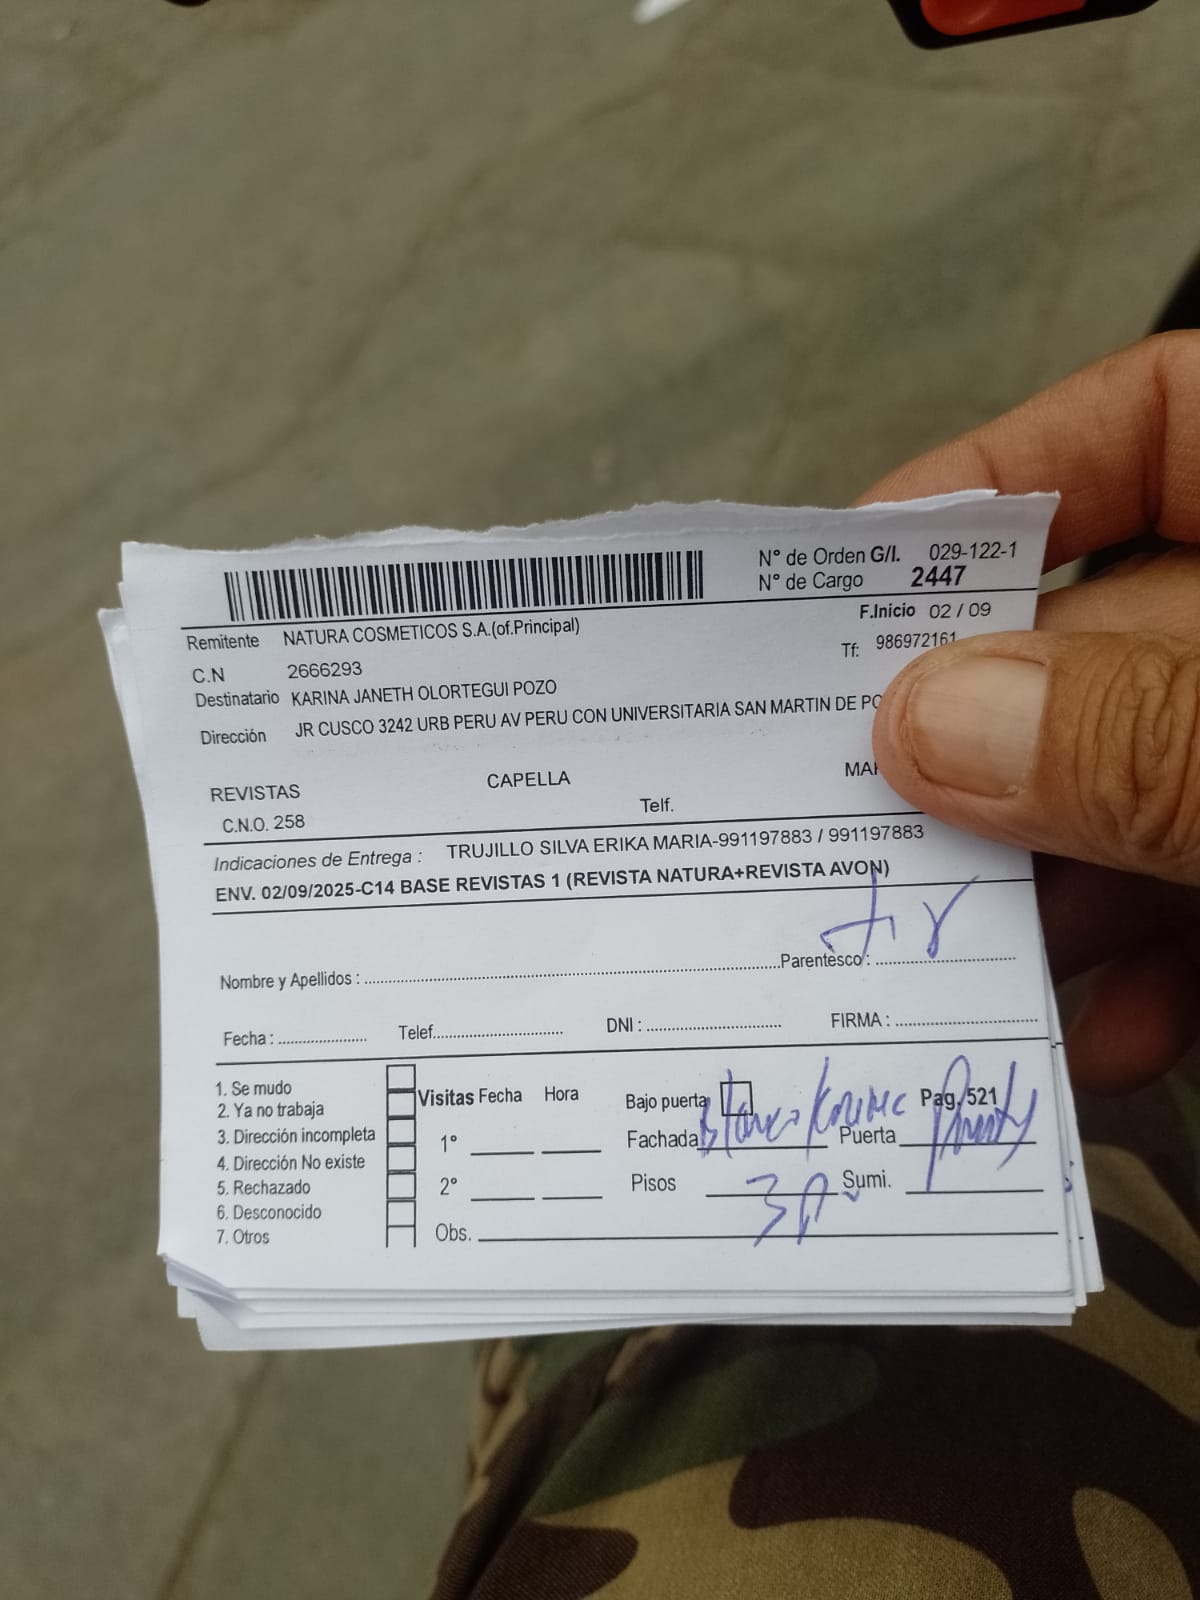 N° de Orden G/I. 029-122-1
N° de Cargo 2447
F.Inicio 02 / 09
Remitente NATURA COSMETICOS S.A.(of.Principal)
Tf: 986972161
C.N 2666293
Destinatario KARINA JANETH OLORTEGUI POZO
Dirección JR CUSCO 3242 URB PERU AV PERU CON UNIVERSITARIA SAN MARTIN DE PO
REVISTAS CAPELLA MA
C.N.O. 258 Telf.
Indicaciones de Entrega : TRUJILLO SILVA ERIKA MARIA-991197883 / 991197883
ENV. 02/09/2025-C14 BASE REVISTAS 1 (REVISTA NATURA+REVISTA AVON)
Nombre y Apellidos : Parentesco :
Fecha : Telef. DNI : FIRMA :
1. Se mudo
2. Ya no trabaja
3. Dirección incompleta
4. Dirección No existe
5. Rechazado
6. Desconocido
7. Otros
Visitas Fecha Hora
1°
2°
Obs.
Bajo puerta Pag. 521
Fachada Blanco Puerta
Pisos 3P Sumi.